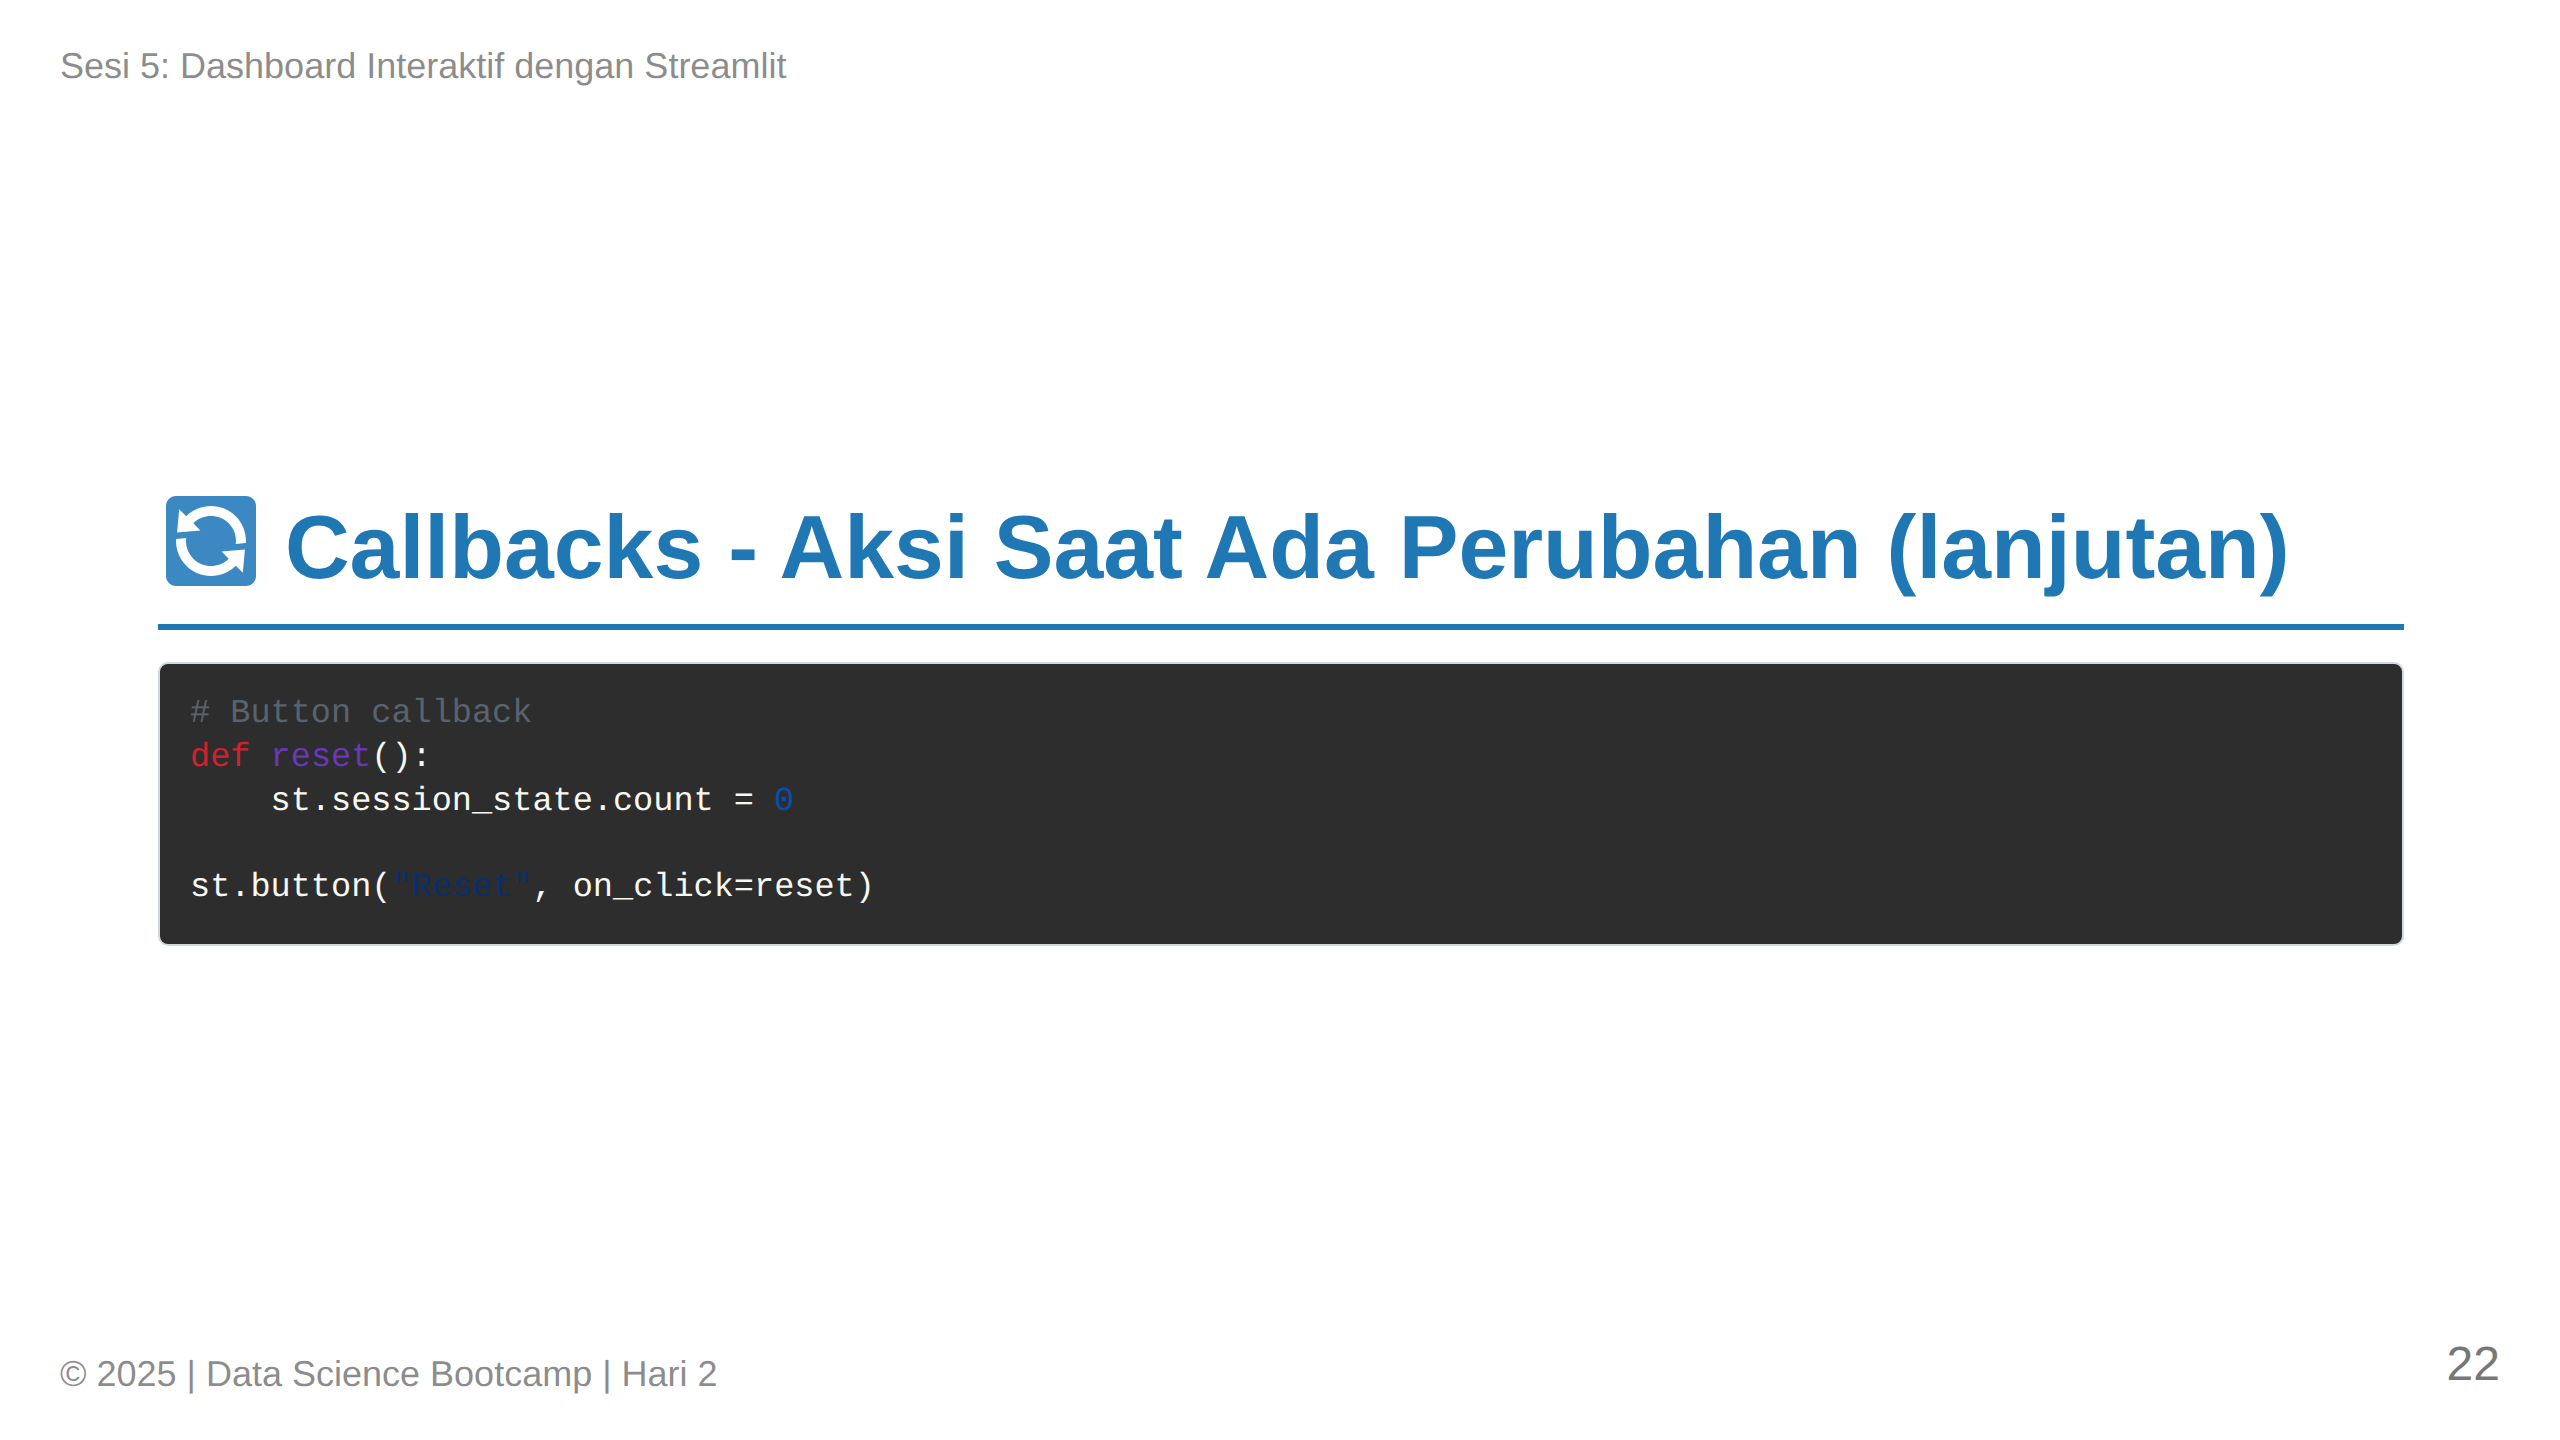 Sesi 5: Dashboard Interaktif dengan Streamlit
Callbacks - Aksi Saat Ada Perubahan (lanjutan)
# Button callback
def reset():
    st.session_state.count = 0

st.button("Reset", on_click=reset)
© 2025 | Data Science Bootcamp | Hari 2
22